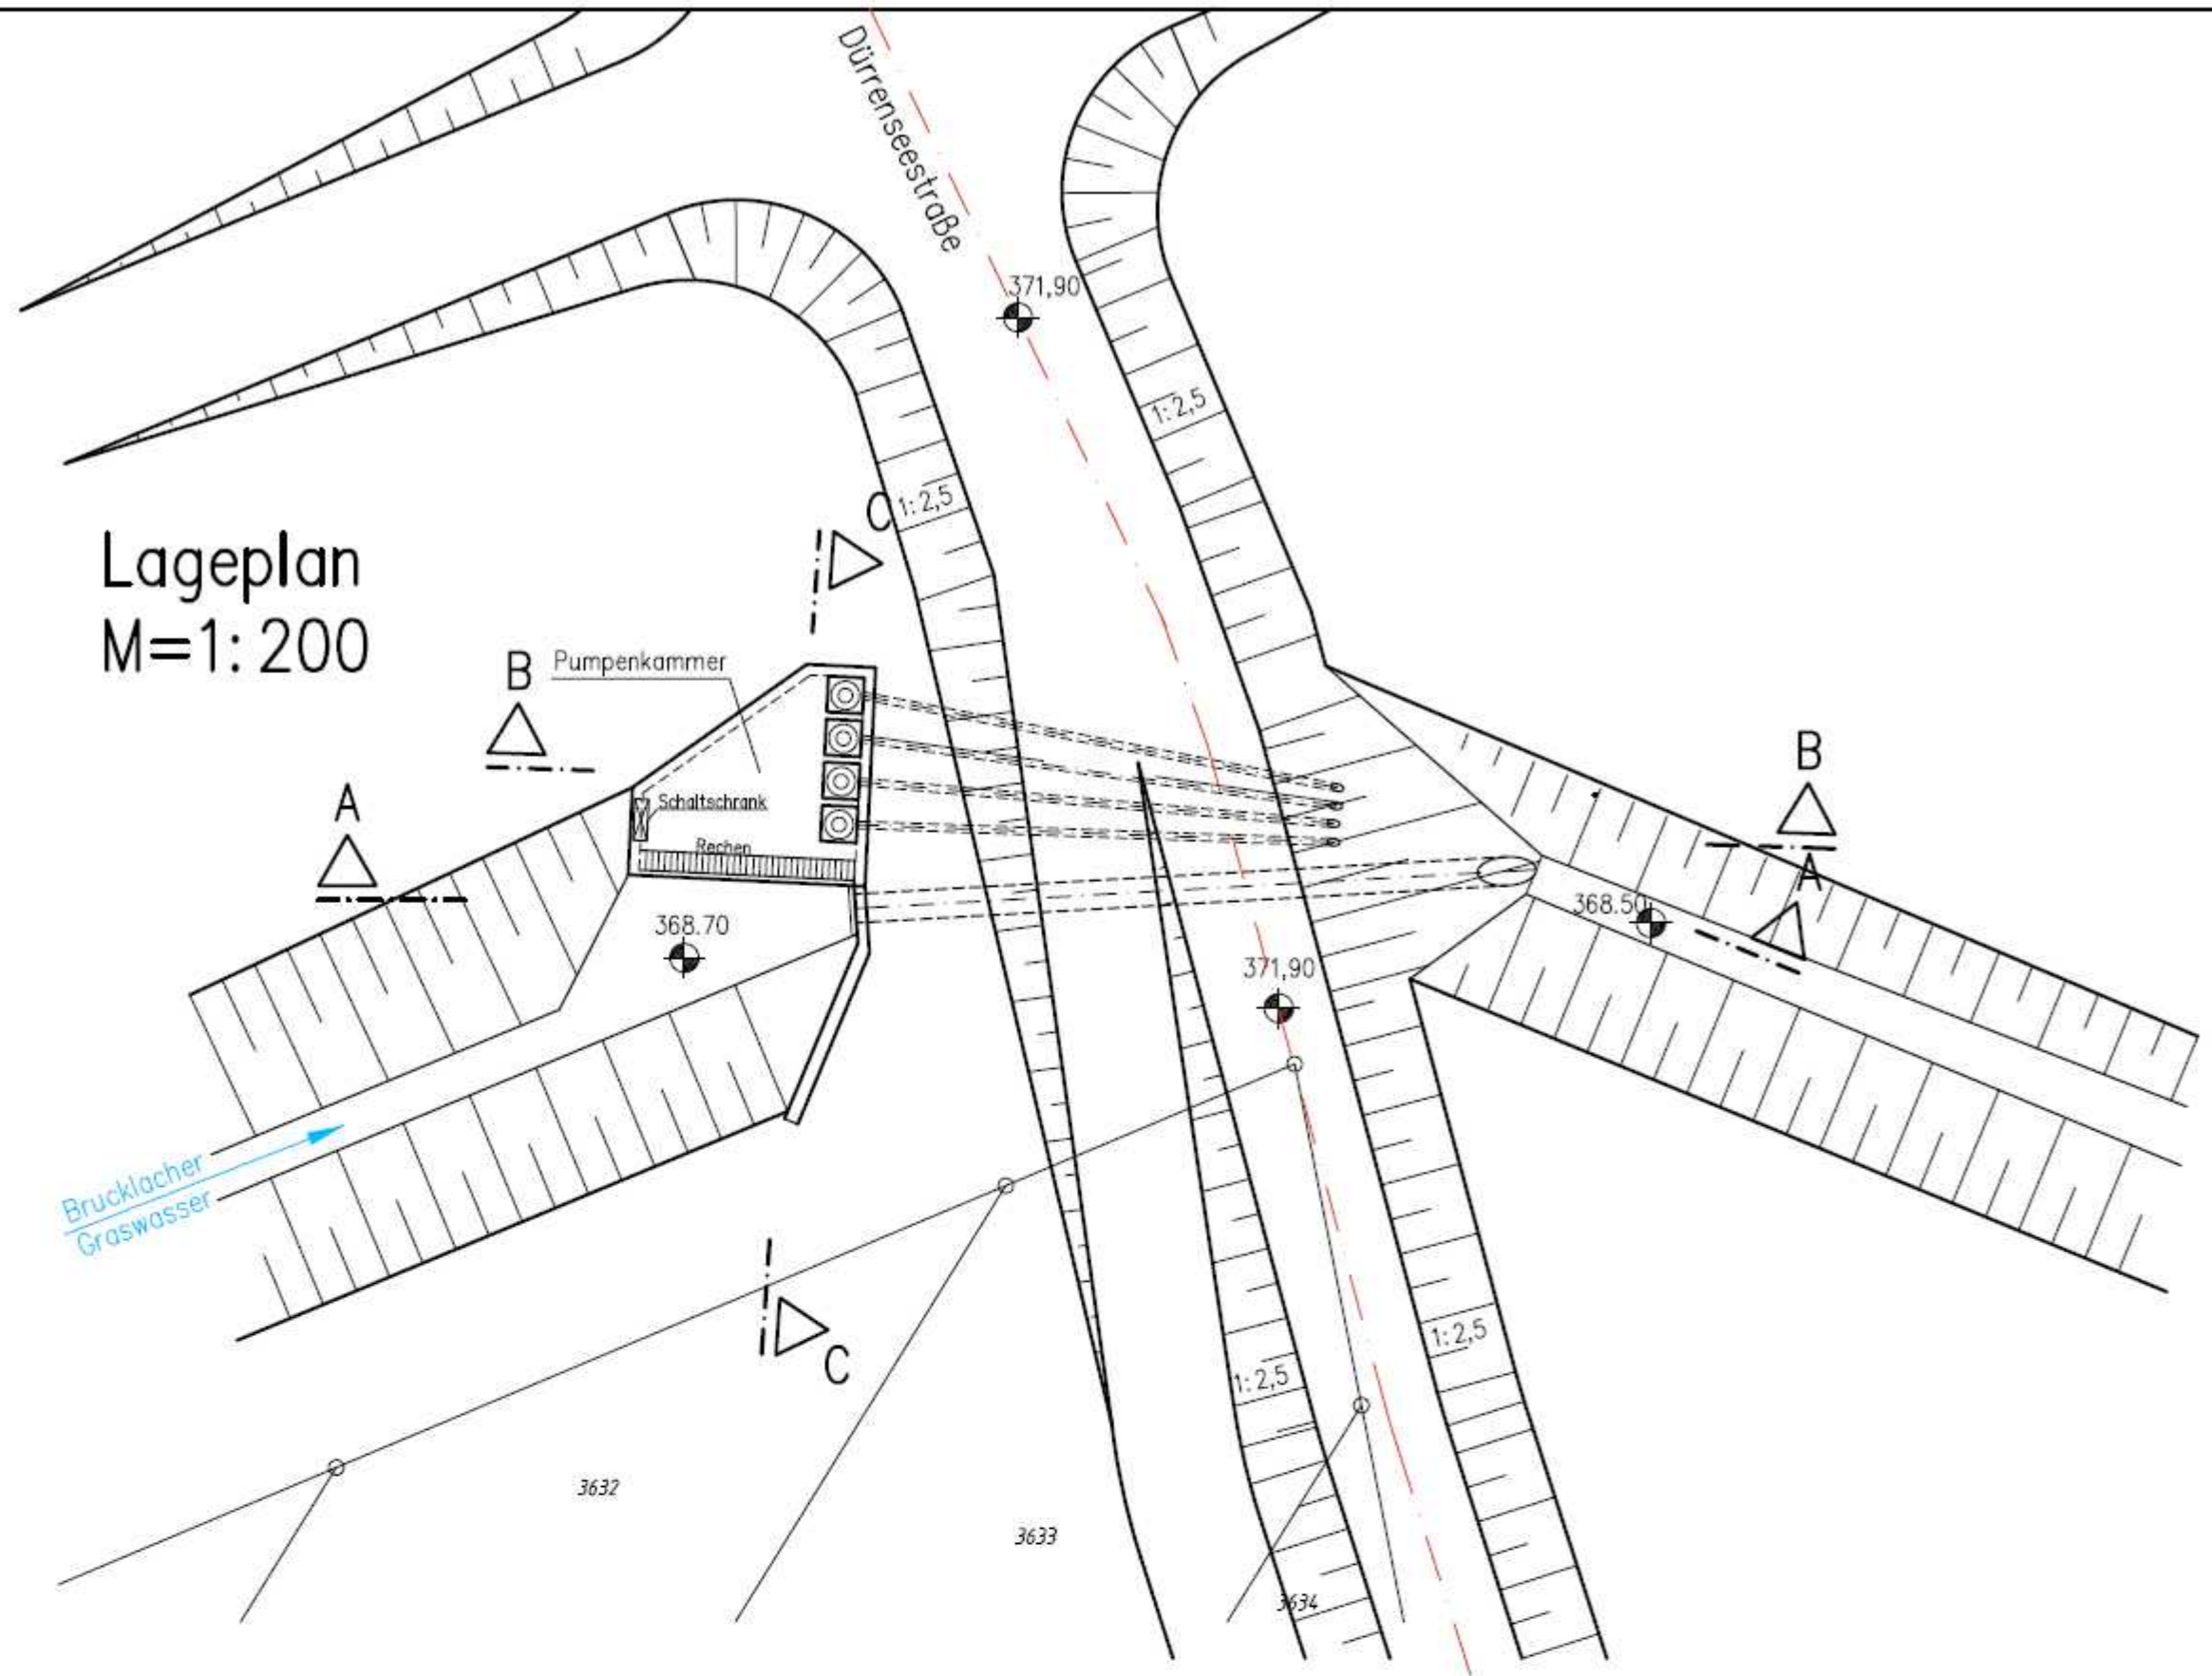 Dürrenseestraße
371,90
1:2,5
1:2,5
C
Lageplan
M=1:200
B
Pumpenkammer
A
Schaltschrank
Rechen
B
A
368.70
368.50
371,90
Brucklacher
Graswasser
C
1:2,5
1:2,5
3632
3633
3634